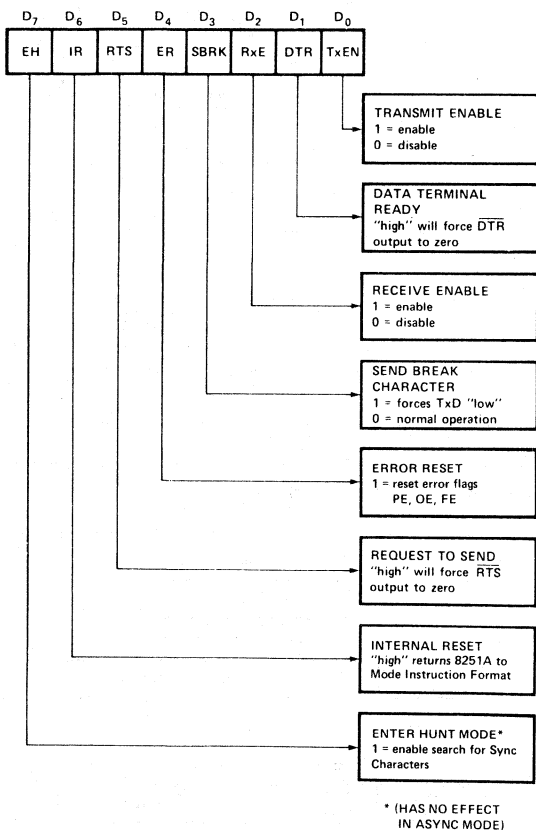 D7 D6 D5 D4 D3 D2 D1 D0
EH IR RTS ER SBRK RxE DTR TxEN
TRANSMIT ENABLE
1 = enable
0 = disable
DATA TERMINAL
READY
"high" will force DTR
output to zero
RECEIVE ENABLE
1 = enable
0 = disable
SEND BREAK
CHARACTER
1 = forces TxD "low"
0 = normal operation
ERROR RESET
1 = reset error flags
PE, OE, FE
REQUEST TO SEND
"high" will force RTS
output to zero
INTERNAL RESET
"high" returns 8251A to
Mode Instruction Format
ENTER HUNT MODE*
1 = enable search for Sync
Characters
* (HAS NO EFFECT
IN ASYNC MODE)